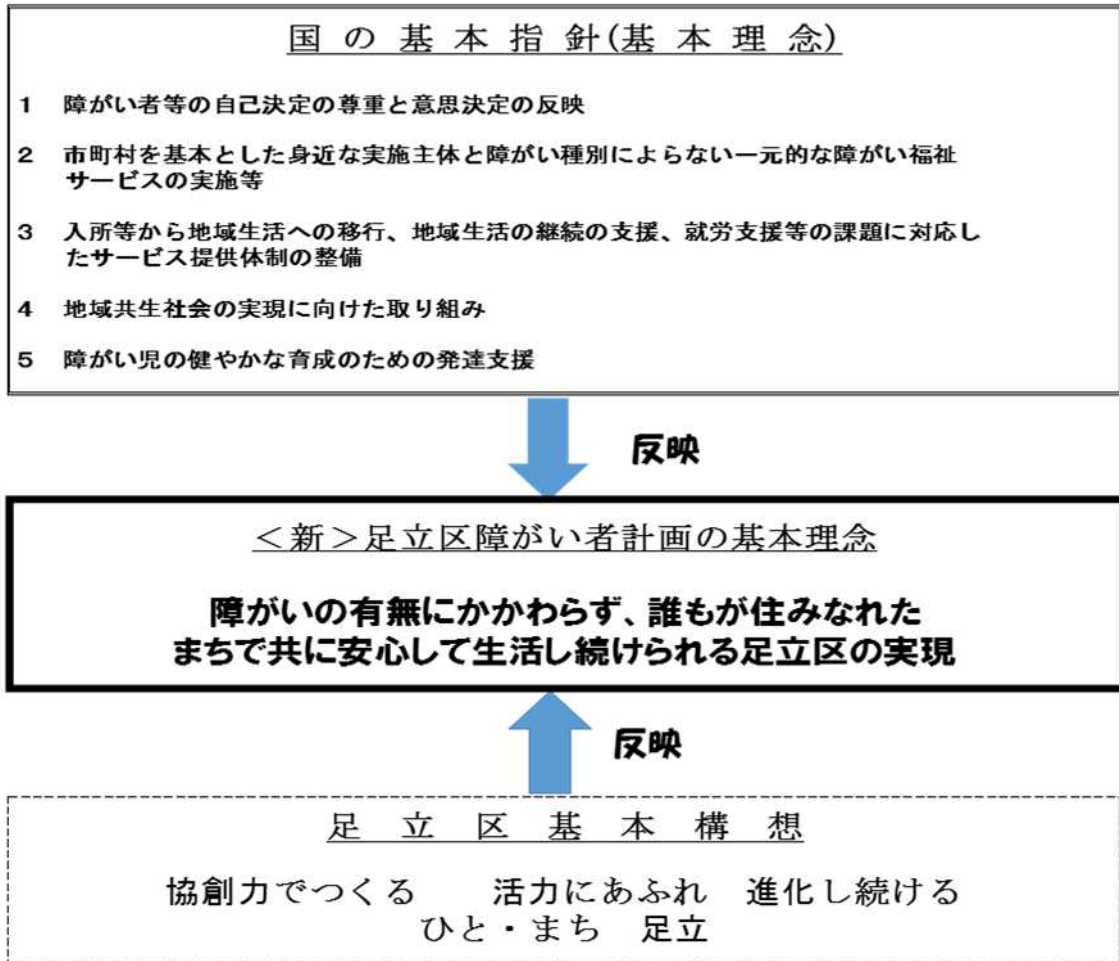 国の基本指針(基本理念)
1 障がい者等の自己決定の尊重と意思決定の反映
2 市町村を基本とした身近な実施主体と障がい種別によらない一元的な障がい福祉
サービスの実施等
3 入所等から地域生活への移行、地域生活の継続の支援、就労支援等の課題に対応し
たサービス提供体制の整備
4 地域共生社会の実現に向けた取り組み
5 障がい児の健やかな育成のための発達支援
反映
＜新＞足立区障がい者計画の基本理念
障がいの有無にかかわらず、誰もが住みなれた
まちで共に安心して生活し続けられる足立区の実現
反映
足立区基本構想
協創力でつくる 活力にあふれ 進化し続ける
ひと・まち 足立